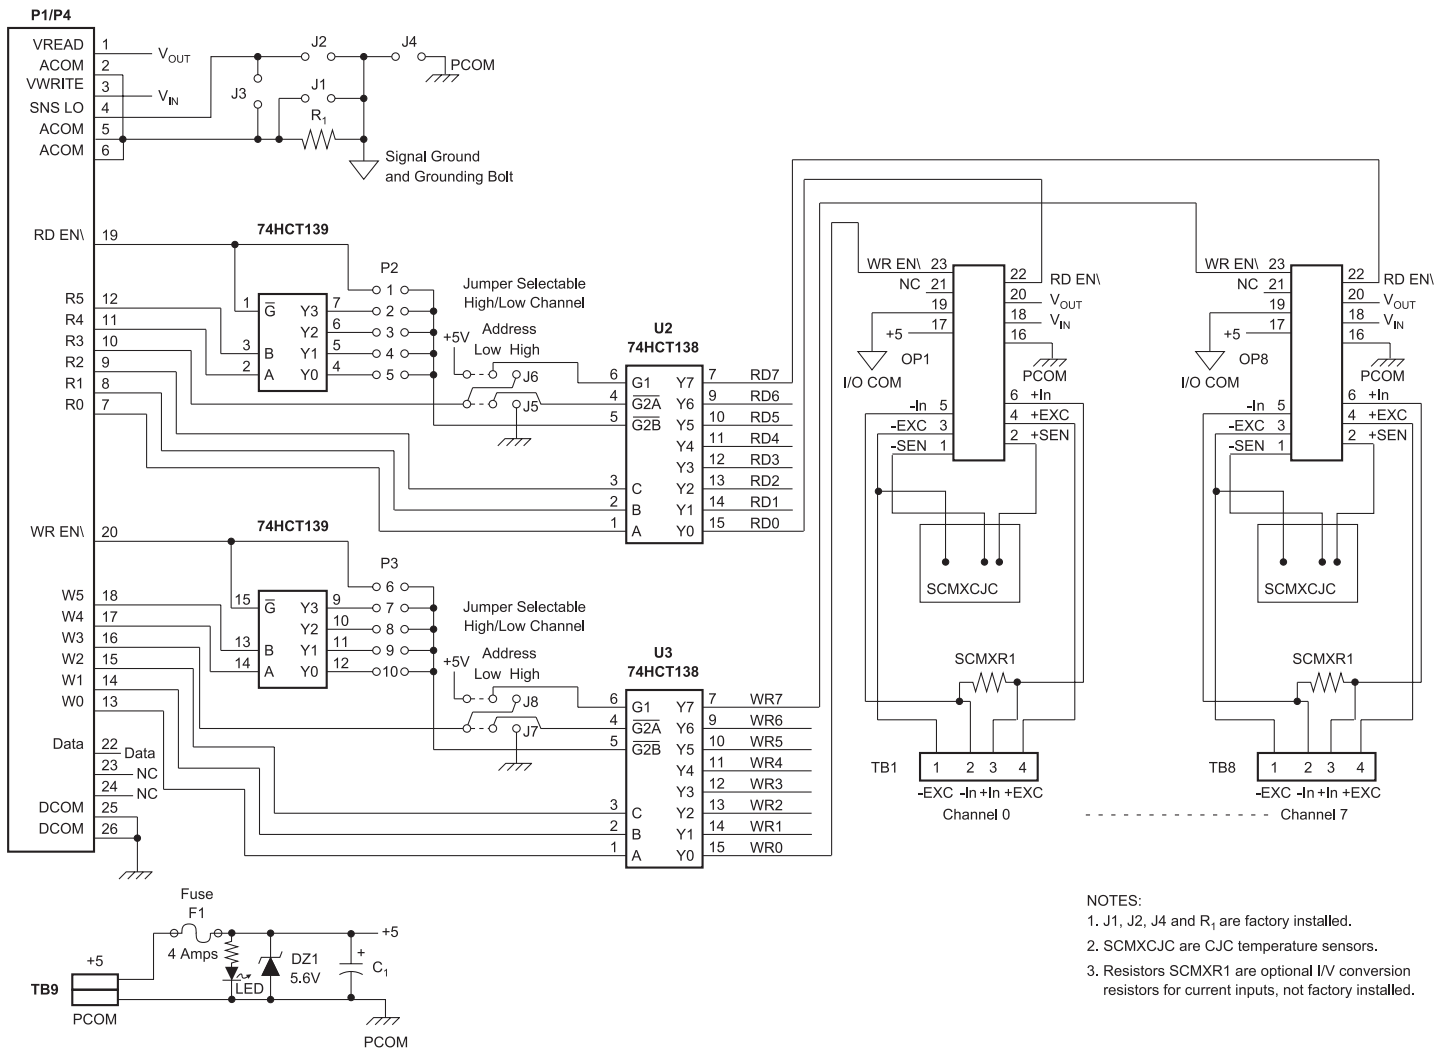 P1/P4
VREAD 1 VOUT
ACOM 2
VWRITE 3 VIN
SNS LO 4
ACOM 5
ACOM 6
J2 J4
PCOM
J3 J1
R1
Signal Ground
and Grounding Bolt
RD EN\ 19
R5 12
R4 11
R3 10
R2 9
R1 8
R0 7
74HCT139
1 G Y3 7
Y2 6
3 B Y1 5
2 A Y0 4
P2
1
2
3
4
5
Jumper Selectable
High/Low Channel
+5V Address
Low High
J6
J5
U2
74HCT138
6 G1 Y7 7 RD7
4 G2A Y6 9 RD6
5 G2B Y5 10 RD5
Y4 11 RD4
Y3 12 RD3
3 C Y2 13 RD2
2 B Y1 14 RD1
1 A Y0 15 RD0
WR EN\ 20
W5 18
W4 17
W3 16
W2 15
W1 14
W0 13
Data 22 Data
23 NC
24 NC
DCOM 25
DCOM 26
74HCT139
15 G Y3 9
Y2 10
13 B Y1 11
14 A Y0 12
P3
6
7
8
9
10
Jumper Selectable
High/Low Channel
+5V Address
Low High
J8
J7
U3
74HCT138
6 G1 Y7 7 WR7
4 G2A Y6 9 WR6
5 G2B Y5 10 WR5
Y4 11 WR4
Y3 12 WR3
3 C Y2 13 WR2
2 B Y1 14 WR1
1 A Y0 15 WR0
WR EN\ 23 22 RD EN\
NC 21 20 VOUT
19 18 VIN
+5 17 16
OP1
I/O COM PCOM
6 +In
-In 5 4 +EXC
-EXC 3 2 +SEN
-SEN 1
SCMXCJC
SCMXR1
TB1 1 2 3 4
-EXC -In +In +EXC
Channel 0
WR EN\ 23 22 RD EN\
NC 21 20 VOUT
19 18 VIN
+5 17 16
OP8
I/O COM PCOM
6 +In
-In 5 4 +EXC
-EXC 3 2 +SEN
-SEN 1
SCMXCJC
SCMXR1
TB8 1 2 3 4
-EXC -In +In +EXC
Channel 7
Fuse
F1
4 Amps
+5
+5
TB9
PCOM
LED
DZ1
5.6V
+
C1
PCOM
NOTES:
1. J1, J2, J4 and R1 are factory installed.
2. SCMXCJC are CJC temperature sensors.
3. Resistors SCMXR1 are optional I/V conversion
resistors for current inputs, not factory installed.